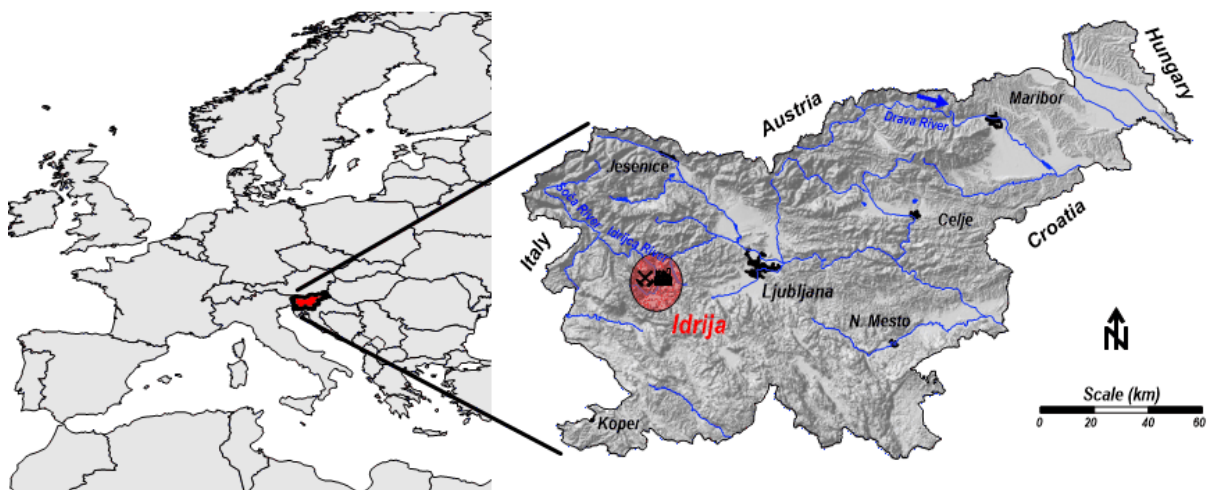 Hungary
Maribor
Austria
Drava River
Jesenice
Soča River
Idrijca River
Celje
Croatia
Italy
Ljubljana
Idrija
N. Mesto
N
Scale (km)
Koper
0 20 40 60